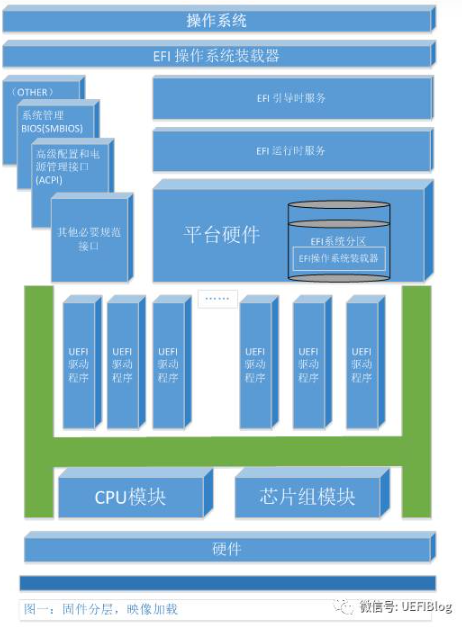 操作系统
EFI 操作系统装载器
（OTHER）
系统管理
BIOS(SMBIOS)
高级配置和电
源管理接口
(ACPI)
其他必要规范
接口
EFI 引导时服务
EFI 运行时服务
平台硬件
EFI系统分区
EFI操作系统装载器
……
UEFI
驱动
程序
UEFI
驱动
程序
UEFI
驱动
程序
UEFI
驱动
程序
UEFI
驱动
程序
UEFI
驱动
程序
CPU模块
芯片组模块
硬件
图一：固件分层，映像加载
微信号: UEFIBlog